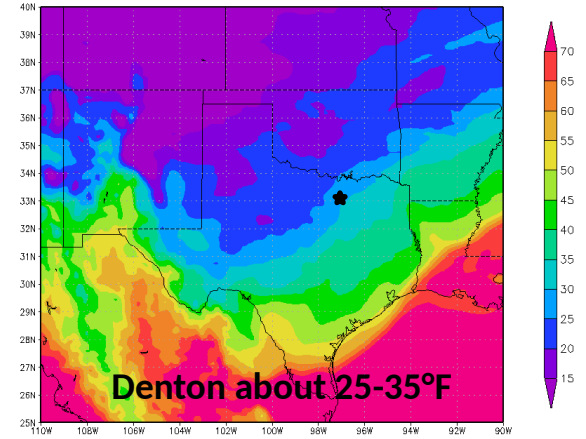 40N
39N
38N
37N
36N
35N
34N
33N
32N
31N
30N
29N
28N
27N
26N
25N
110W 108W 106W 104W 102W 100W 98W 96W 94W 92W 90W
70
65
60
55
50
45
40
35
30
25
20
15
Denton about 25-35°F